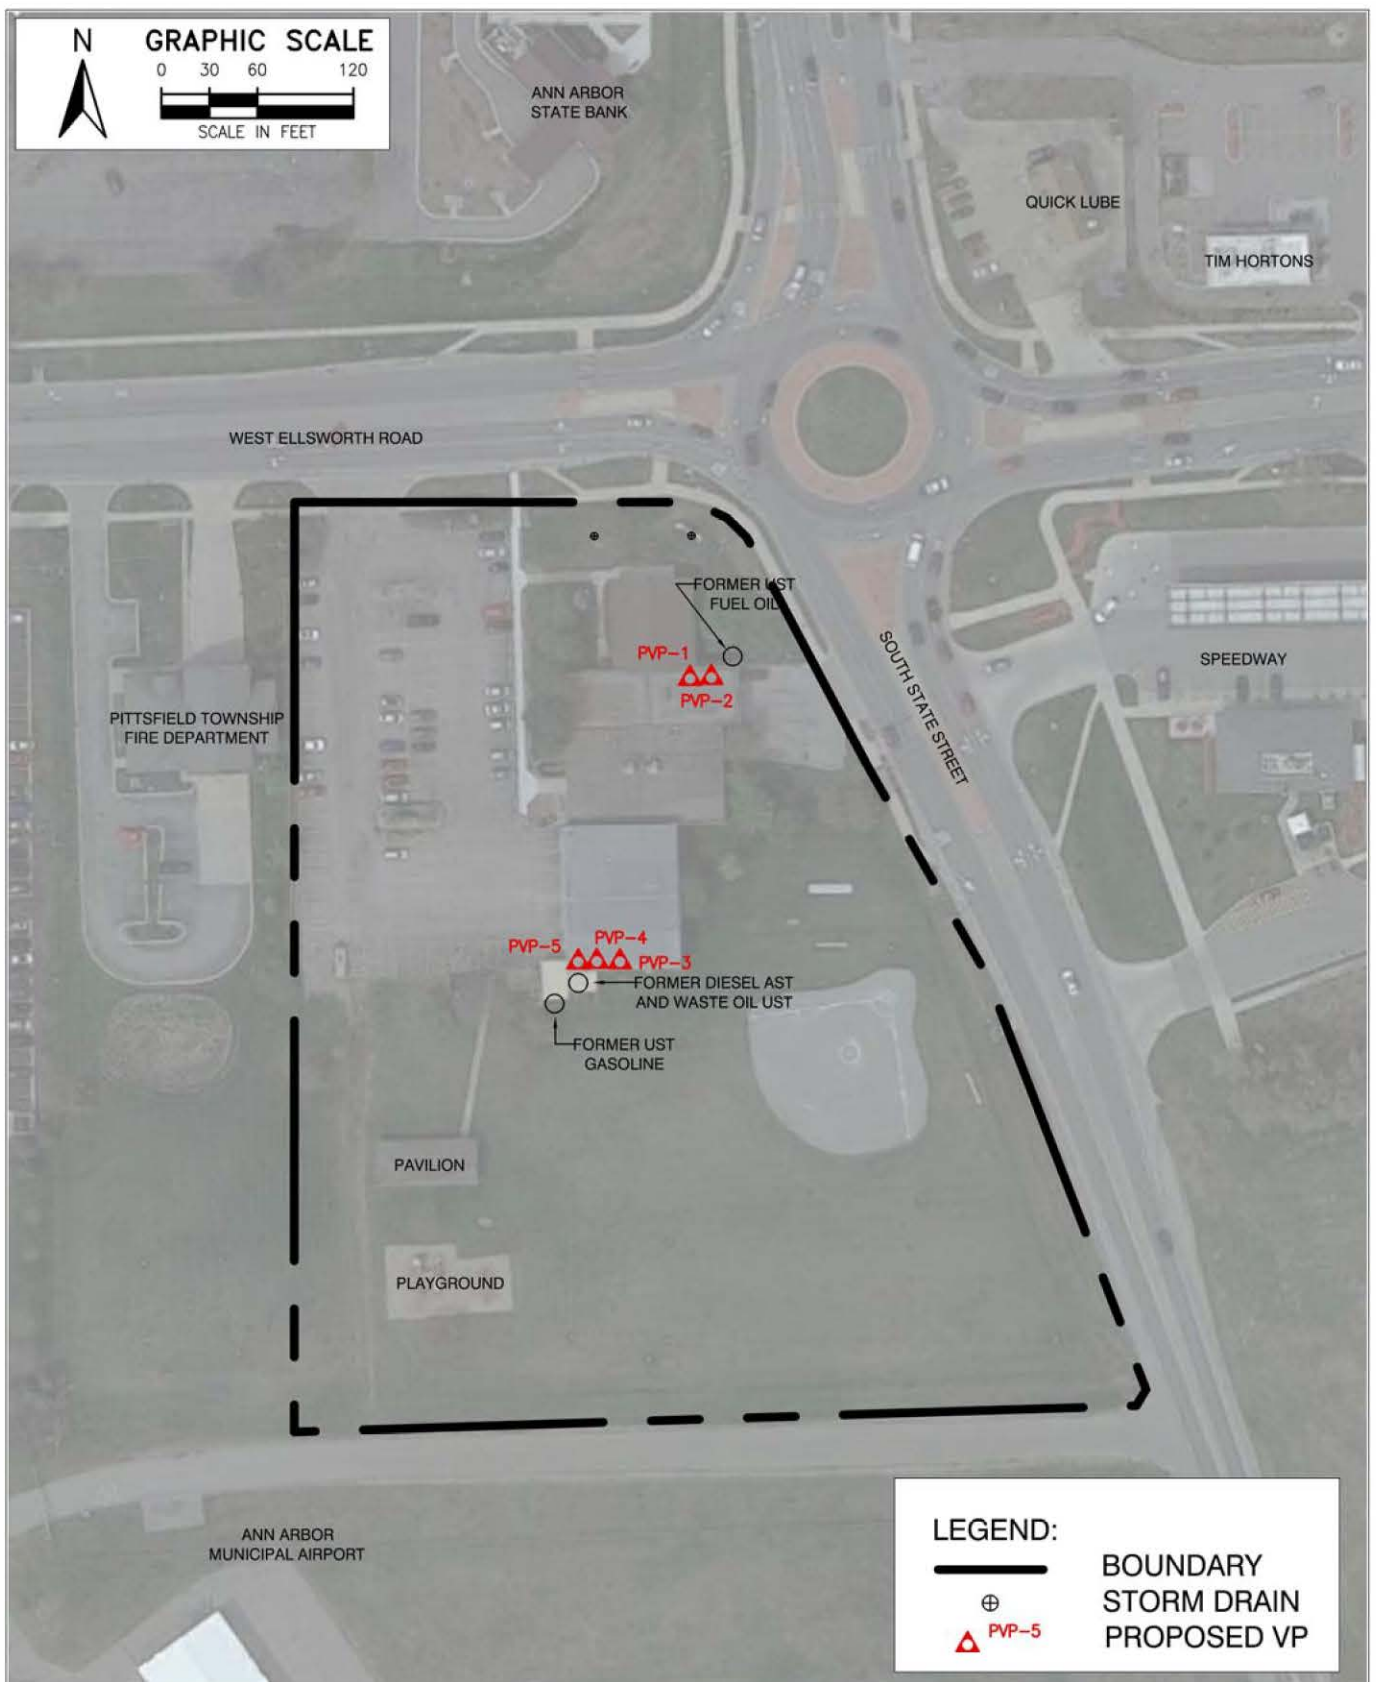 N
GRAPHIC SCALE
0 30 60 120
SCALE IN FEET
ANN ARBOR
STATE BANK
QUICK LUBE
TIM HORTONS
WEST ELLSWORTH ROAD
FORMER UST
FUEL OIL
PVP-1
PVP-2
SOUTH STATE STREET
SPEEDWAY
PITTSFIELD TOWNSHIP
FIRE DEPARTMENT
PVP-5
PVP-4
PVP-3
FORMER DIESEL AST
AND WASTE OIL UST
FORMER UST
GASOLINE
PAVILION
PLAYGROUND
ANN ARBOR
MUNICIPAL AIRPORT
LEGEND:
BOUNDARY
STORM DRAIN
PVP-5 PROPOSED VP